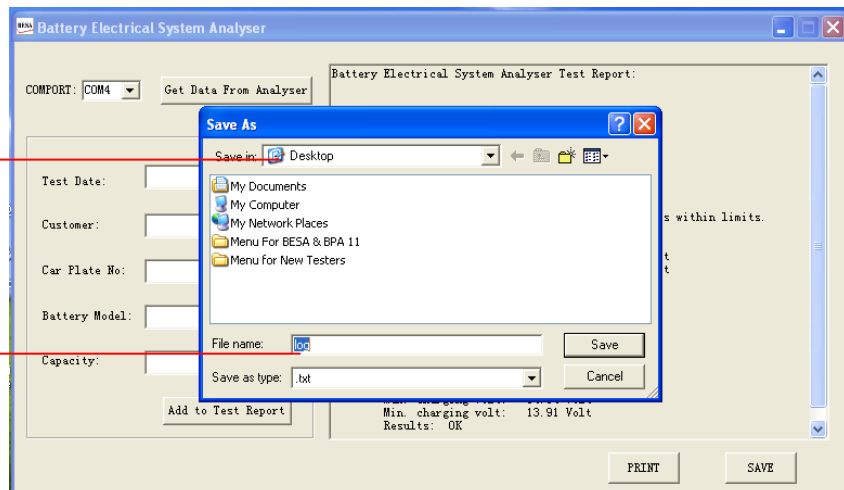 BESA Battery Electrical System Analyser
COMPORT: COM4
Get Data From Analyser
Battery Electrical System Analyser Test Report:
Save As
Save in: Desktop
My Documents
My Computer
My Network Places
Menu For BESA & BPA 11
Menu for New Testers
Test Date:
Customer:
s within limits.
Car Plate No:
t
t
Battery Model:
File name: log
Save
Capacity:
Save as type: .txt
Cancel
Add to Test Report
Min. charging volt: 13.91 Volt
Results: OK
PRINT
SAVE